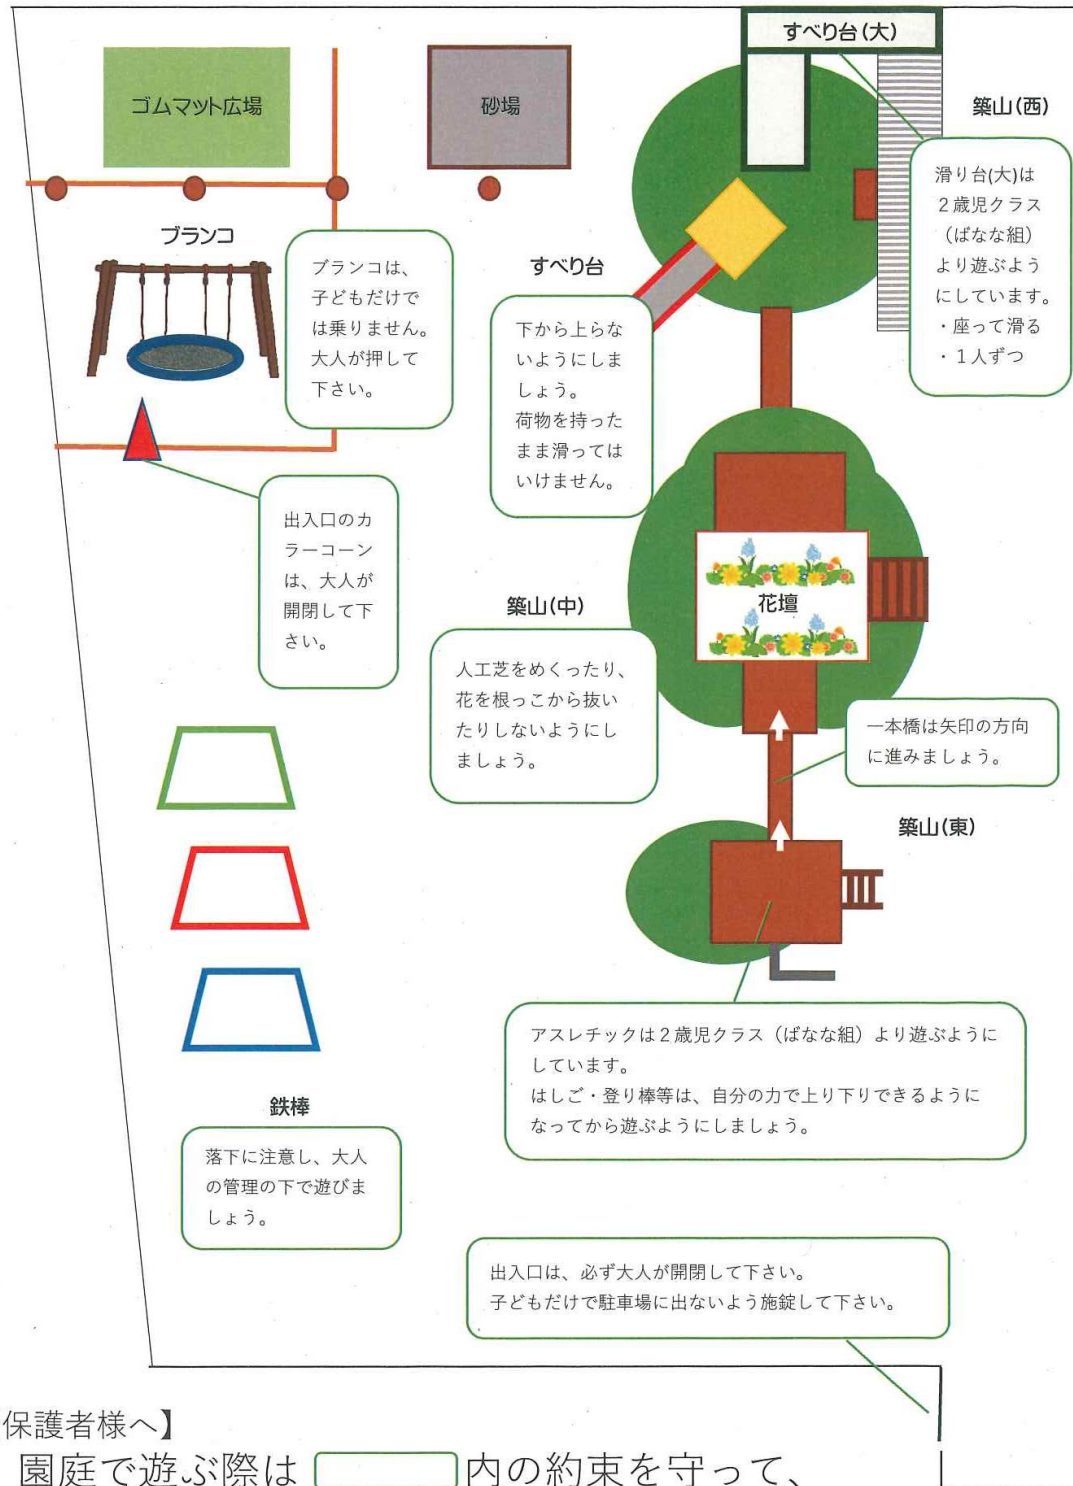 すべり台(大)
ゴムマット広場
砂場
築山(西)
滑り台(大)は
２歳児クラス
（ばなな組）
より遊ぶよう
にしています。
・座って滑る
・１人ずつ
ブランコ
ブランコは、
子どもだけで
は乗りません。
大人が押して
下さい。
すべり台
下から上らな
いようにしま
しょう。
荷物を持った
まま滑っては
いけません。
出入口のカ
ラーコーン
は、大人が
開閉して下
さい。
花壇
築山(中)
人工芝をめくったり、
花を根っこから抜い
たりしないようにし
ましょう。
一本橋は矢印の方向
に進みましょう。
築山(東)
アスレチックは２歳児クラス（ばなな組）より遊ぶように
しています。
はしご・登り棒等は、自分の力で上り下りできるように
なってから遊ぶようにしましょう。
鉄棒
落下に注意し、大人
の管理の下で遊びま
しょう。
出入口は、必ず大人が開閉して下さい。
子どもだけで駐車場に出ないよう施錠して下さい。
保護者様へ】
園庭で遊ぶ際は 内の約束を守って、